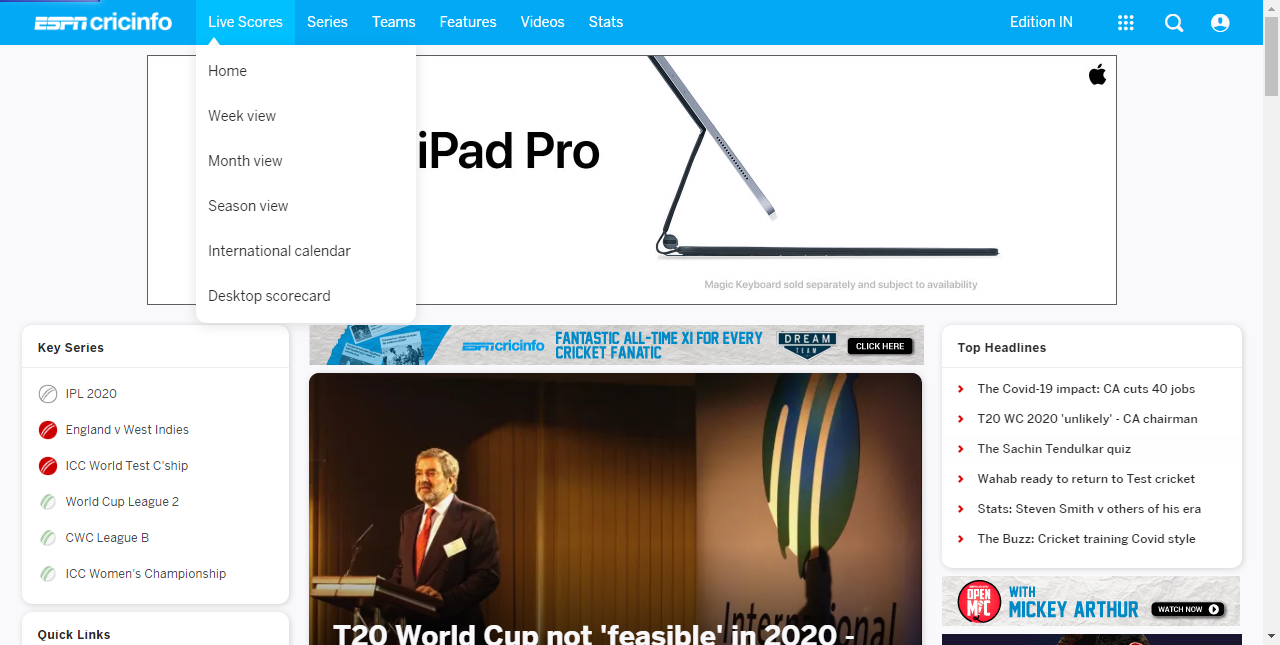 ESPN cricinfo
Live Scores
Series
Teams
Features
Videos
Stats
Edition IN
Home
Week view
Month view
Season view
International calendar
Desktop scorecard
iPad Pro
Magic Keyboard sold separately and subject to availability
Key Series
IPL 2020
England v West Indies
ICC World Test C'ship
World Cup League 2
CWC League B
ICC Women's Championship
Quick Links
ESPN cricinfo
FANTASTIC ALL-TIME XI FOR EVERY
CRICKET FANATIC
DREAM
TEAM
CLICK HERE
International
T20 World Cup not 'feasible' in 2020 -
Top Headlines
The Covid-19 impact: CA cuts 40 jobs
T20 WC 2020 'unlikely' - CA chairman
The Sachin Tendulkar quiz
Wahab ready to return to Test cricket
Stats: Steven Smith v others of his era
The Buzz: Cricket training Covid style
OPEN
MIC
WITH
MICKEY ARTHUR
WATCH NOW